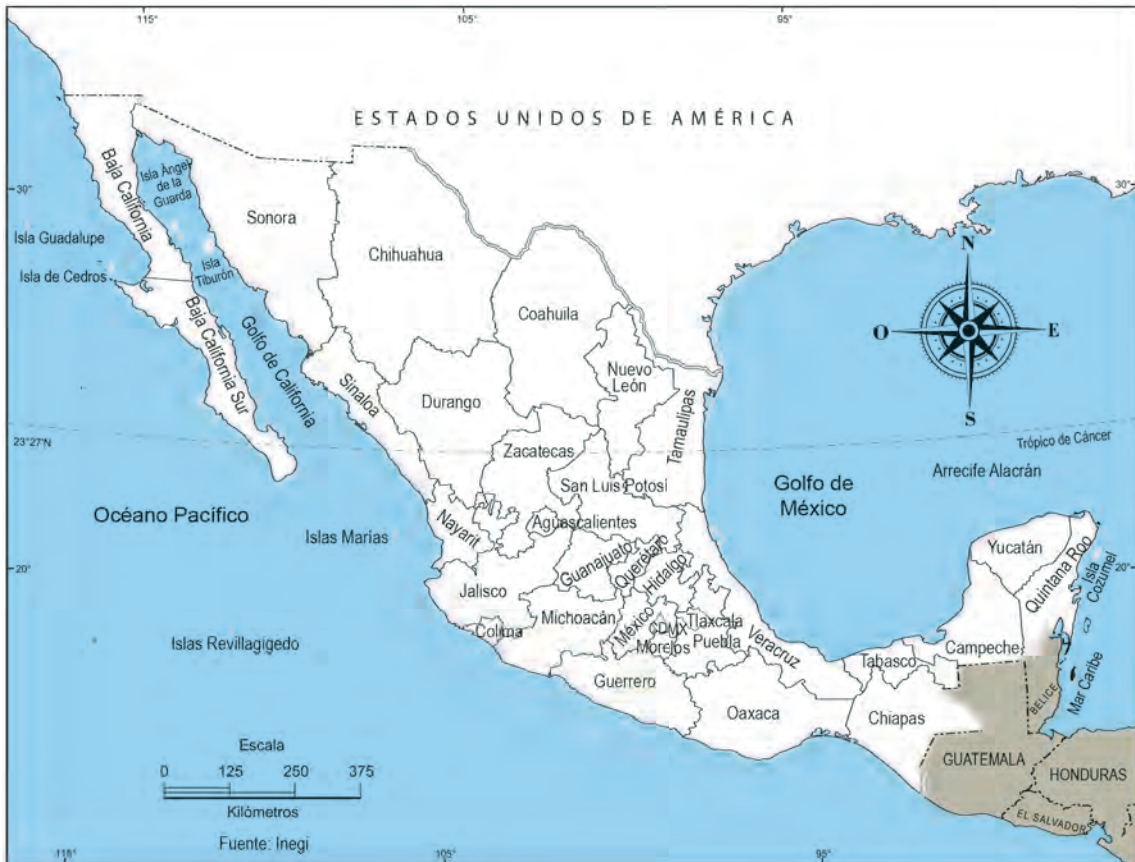 115°
105°
95°
ESTADOS UNIDOS DE AMÉRICA
30°
30°
Baja California
Isla Ángel
de la
Guarda
Sonora
Chihuahua
Isla Guadalupe
Isla de Cedros
Isla
Tiburón
N
O
E
S
Coahuila
Baja California Sur
Golfo de California
Nuevo
León
Sinaloa
Durango
Tamaulipas
23°27'N
Trópico de Cáncer
Zacatecas
Arrecife Alacrán
San Luis Potosí
Golfo de
México
Océano Pacífico
Islas Marias
Nayarit
Aguascalientes
Yucatán
Quintana Roo
Isla
Cozumel
20°
20°
Guanajuato
Querétaro
Hidalgo
Jalisco
Michoacán
México
CDMX
Tlaxcala
Colima
Morelos
Puebla
Veracruz
Islas Revillagigedo
Campeche
Tabasco
Guerrero
Mar Caribe
BELICE
Oaxaca
Chiapas
Escala
0 125 250 375
Kilómetros
Fuente: Inegi
GUATEMALA
HONDURAS
EL SALVADOR
115°
105°
95°